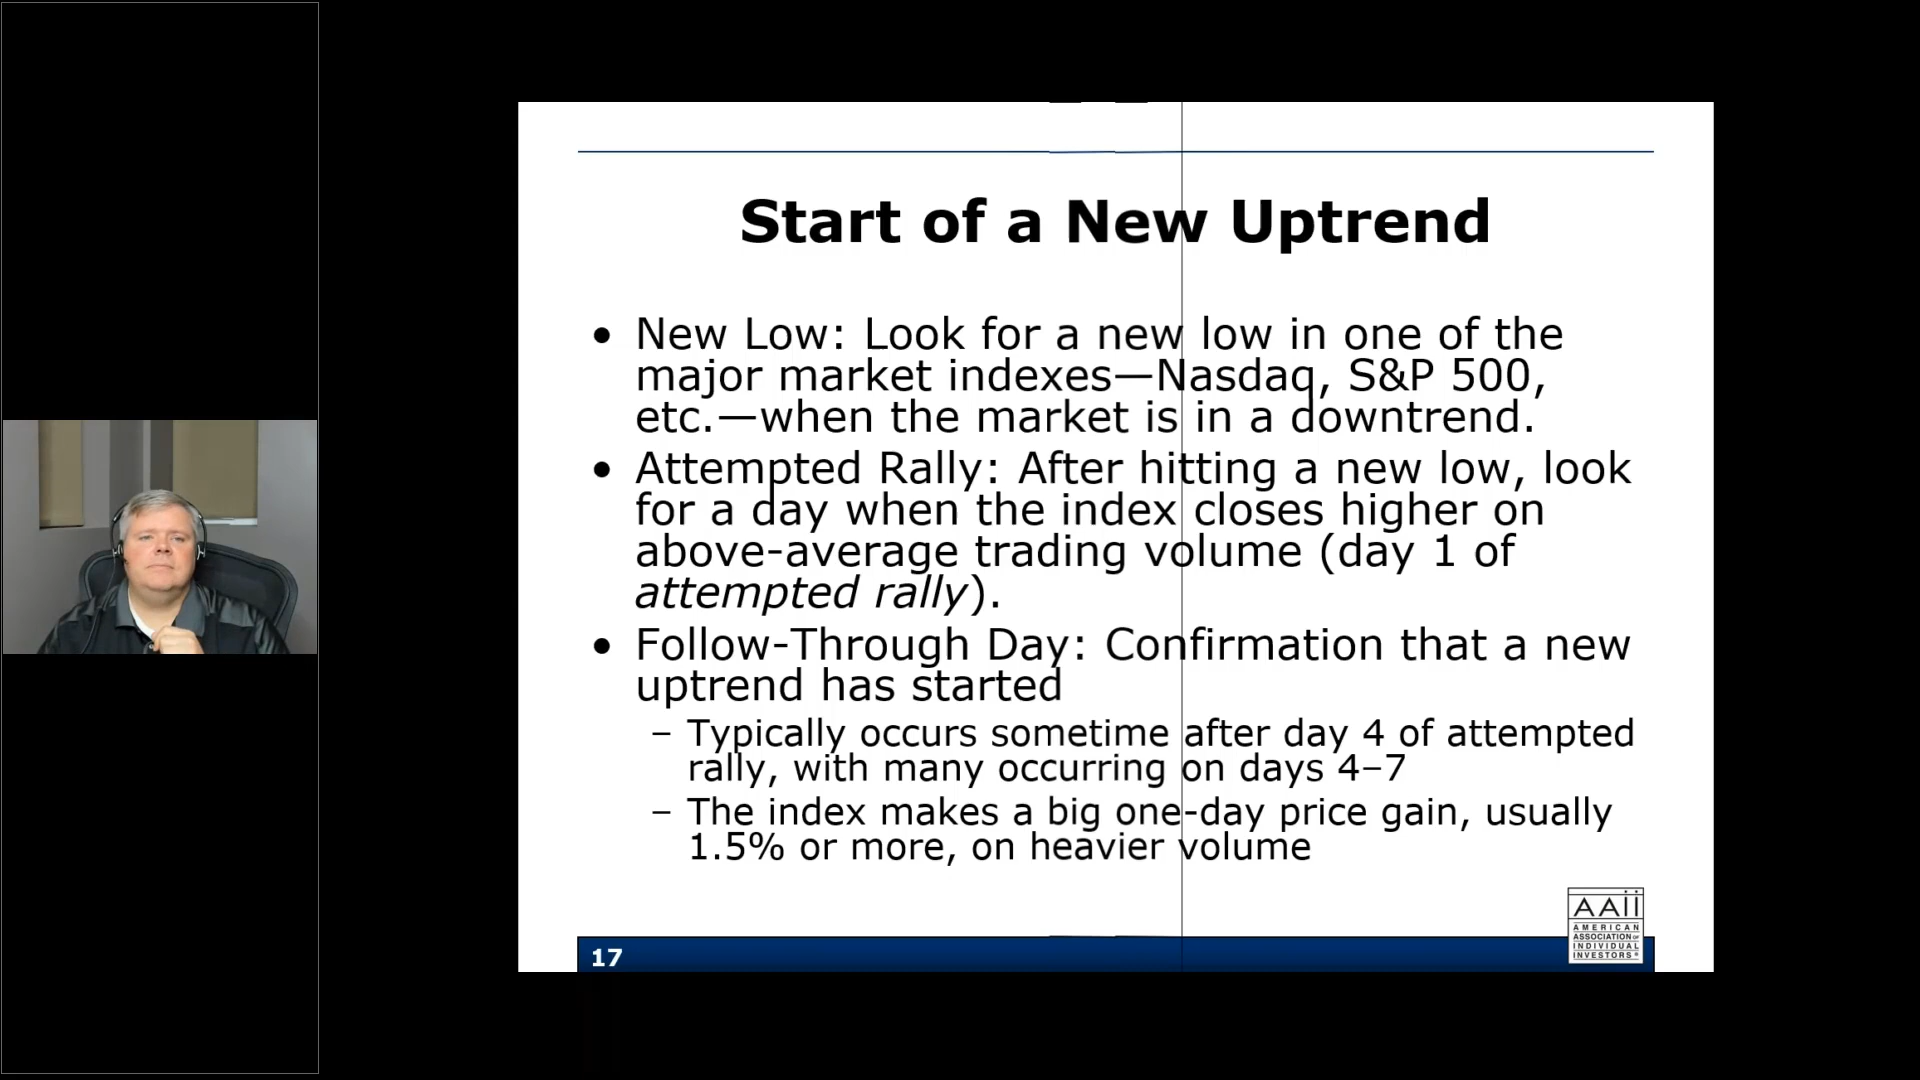 Start of a New Uptrend
• New Low: Look for a new low in one of the
major market indexes—Nasdaq, S&P 500,
etc.—when the market is in a downtrend.
• Attempted Rally: After hitting a new low, look
for a day when the index closes higher on
above-average trading volume (day 1 of
attempted rally).
• Follow-Through Day: Confirmation that a new
uptrend has started
– Typically occurs sometime after day 4 of attempted
rally, with many occurring on days 4–7
– The index makes a big one-day price gain, usually
1.5% or more, on heavier volume
17
AAii
AMERICAN
ASSOCIATION OF
INDIVIDUAL
INVESTORS®